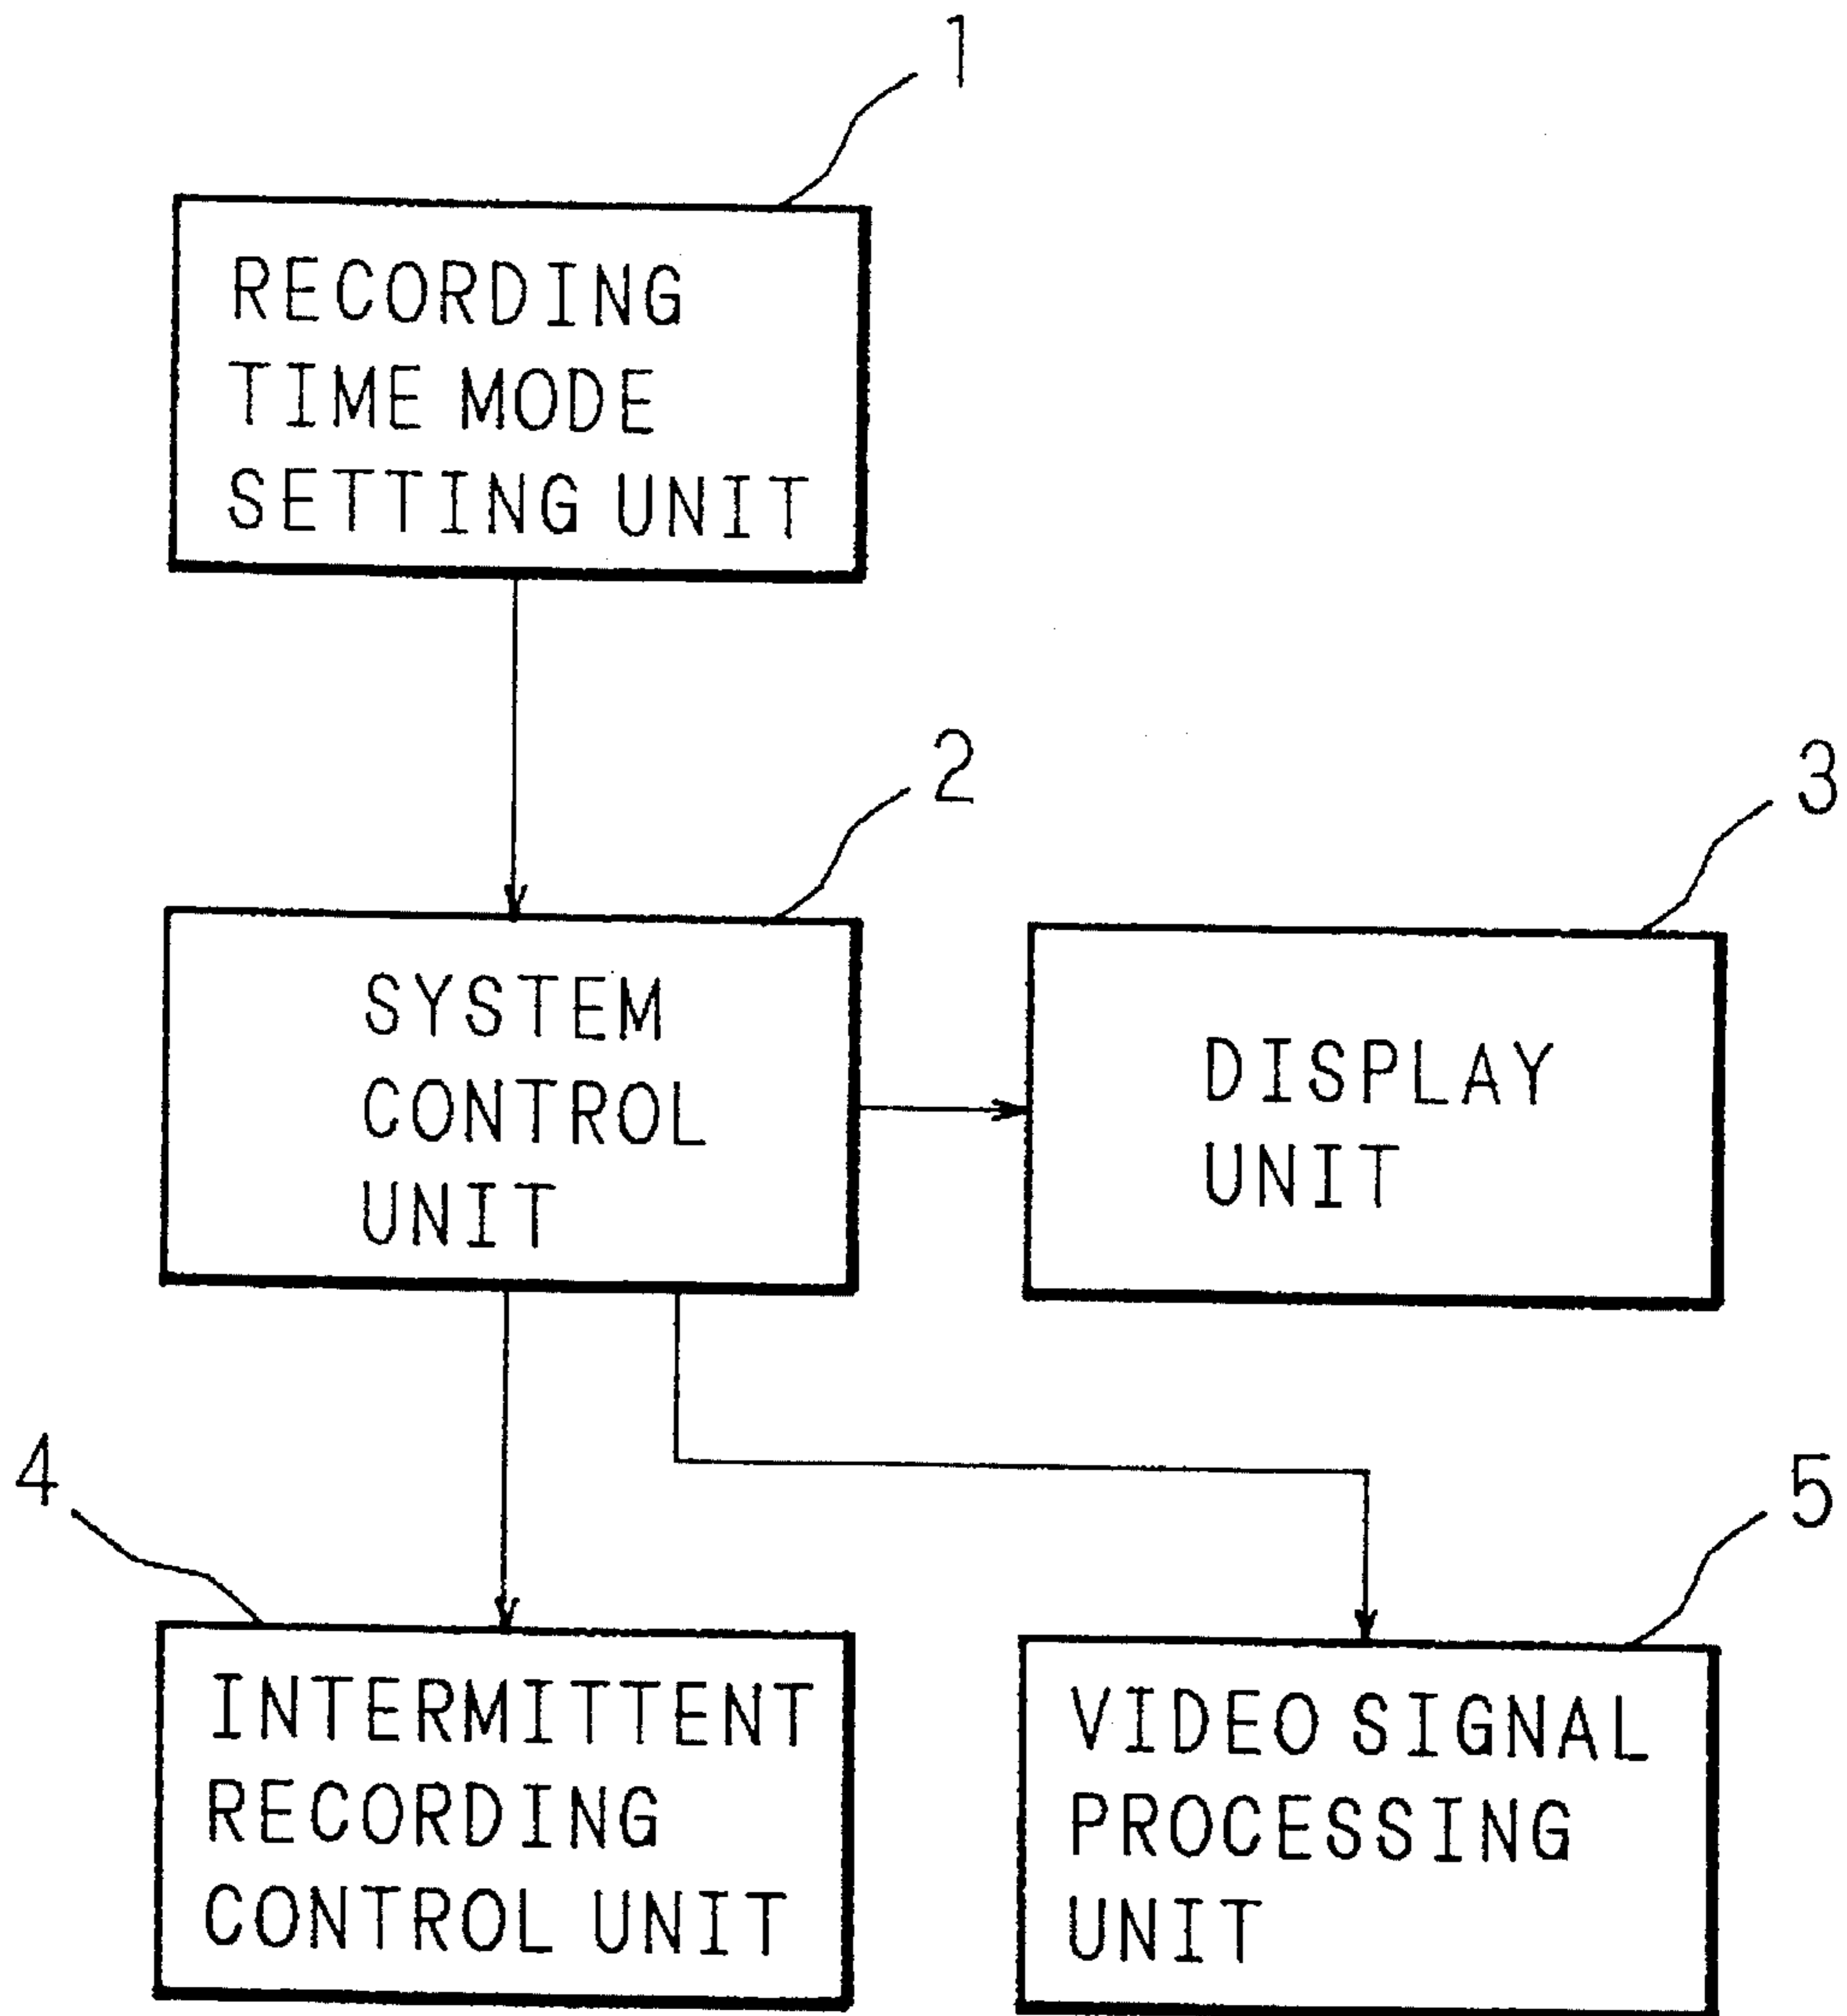 1
RECORDING
TIME MODE
SETTING UNIT
2
3
SYSTEM
CONTROL
UNIT
DISPLAY
UNIT
4
5
INTERMITTENT
RECORDING
CONTROL UNIT
VIDEO SIGNAL
PROCESSING
UNIT